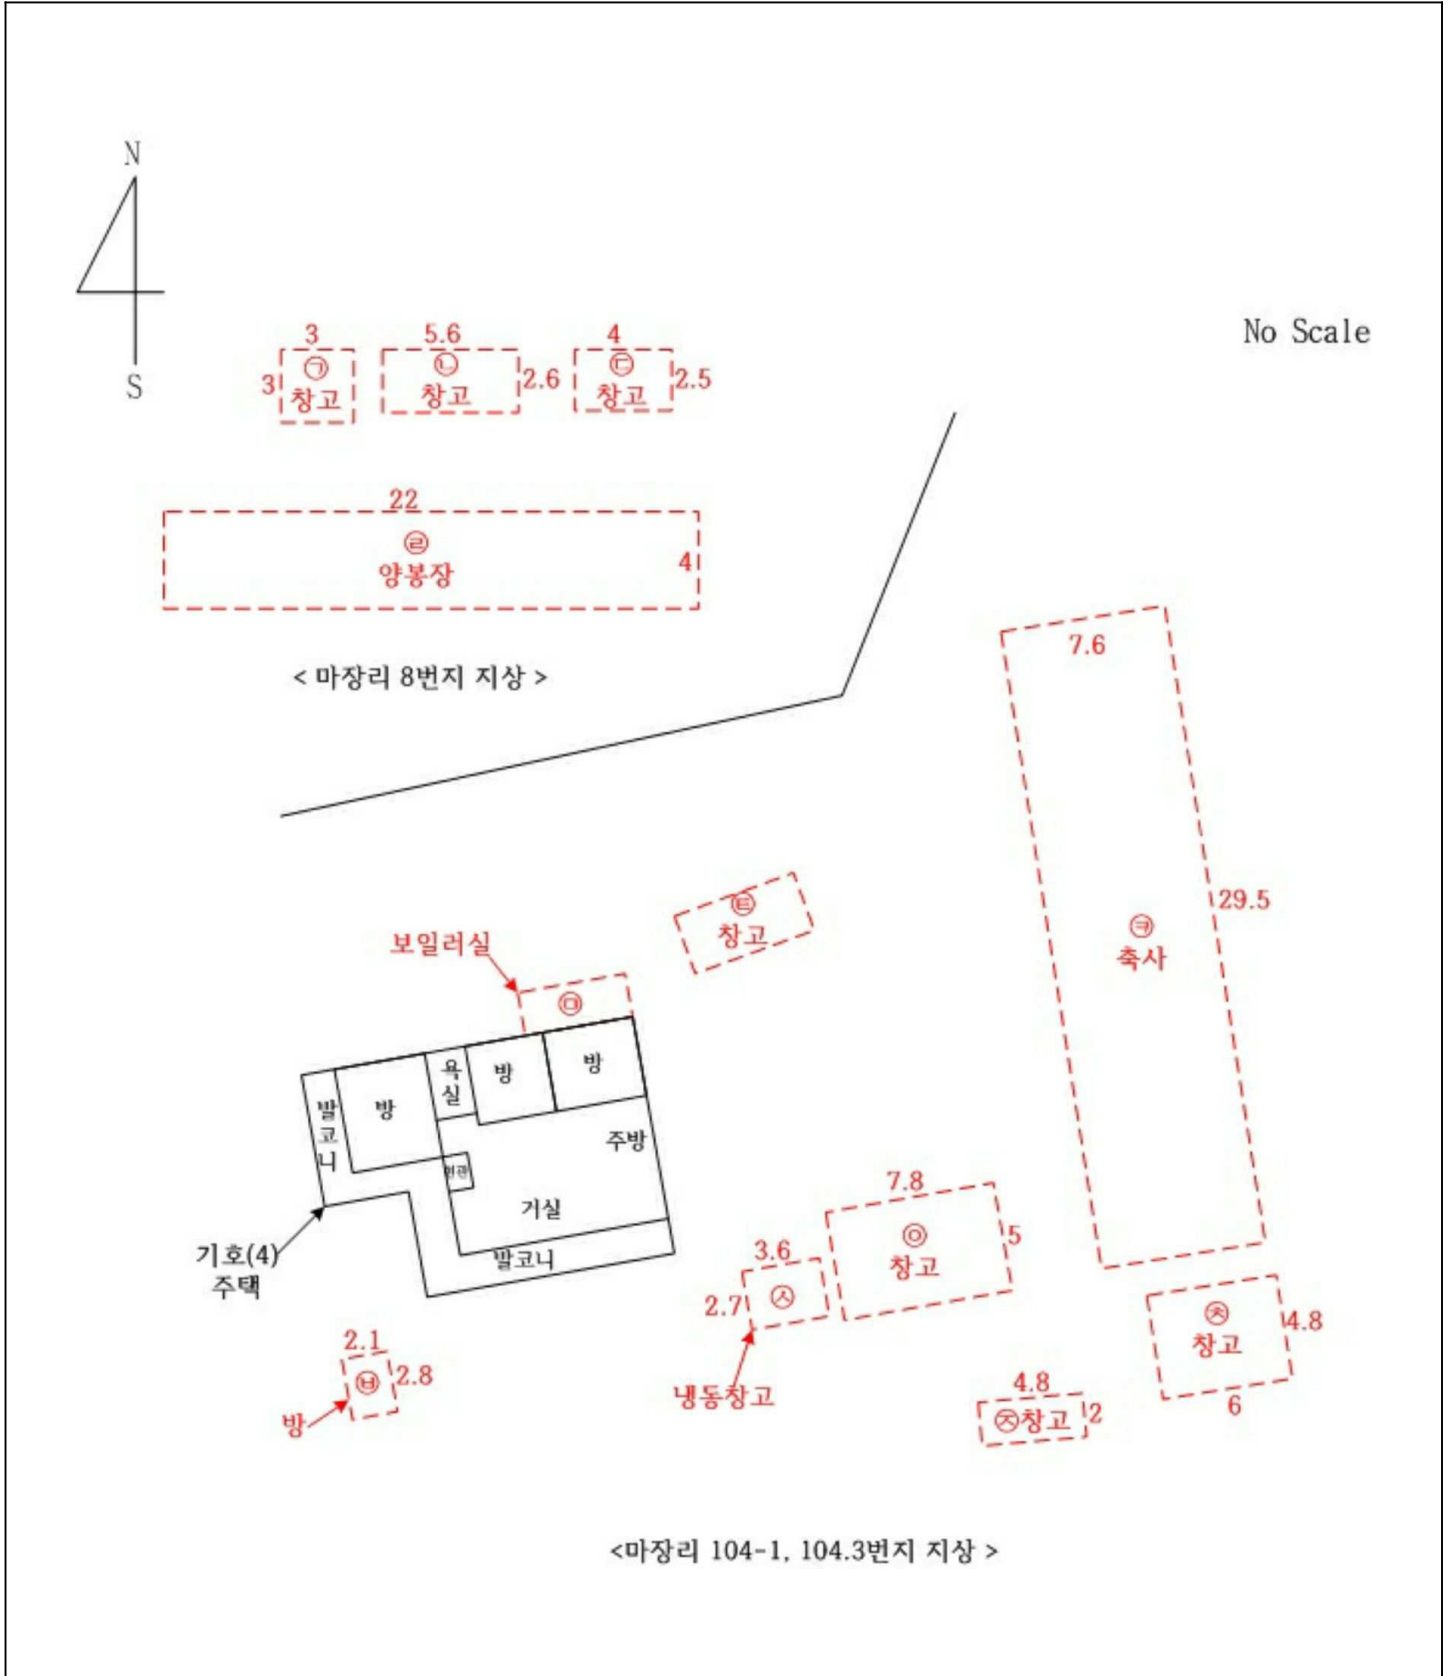 N
S
No Scale
3
㉠
3
창고
5.6
㉡
2.6
창고
4
㉢
2.5
창고
22
㉣
4
양봉장
< 마장리 8번지 지상 >
7.6
29.5
㉪
축사
㉫
창고
보일러실
㉤
방
욕실
방
방
발코니
주방
현관
거실
발코니
기호(4)
주택
7.8
㉧
5
창고
3.6
2.7
㉦
냉동창고
㉩
4.8
창고
6
2.1
㉥
2.8
방
4.8
㉨창고
2
<마장리 104-1, 104.3번지 지상 >